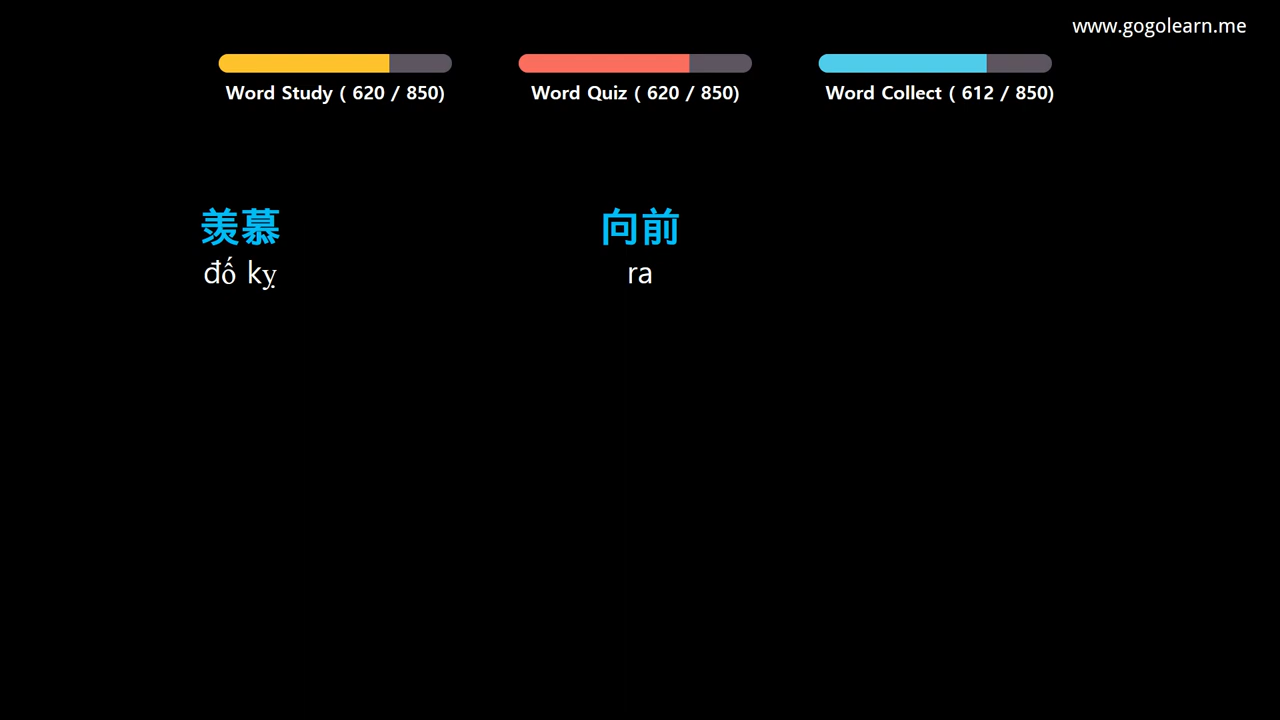 www.gogolearn.me
Word Study ( 620 / 850)
Word Quiz ( 620 / 850)
Word Collect ( 612 / 850)
羡慕
đố kỵ
向前
ra